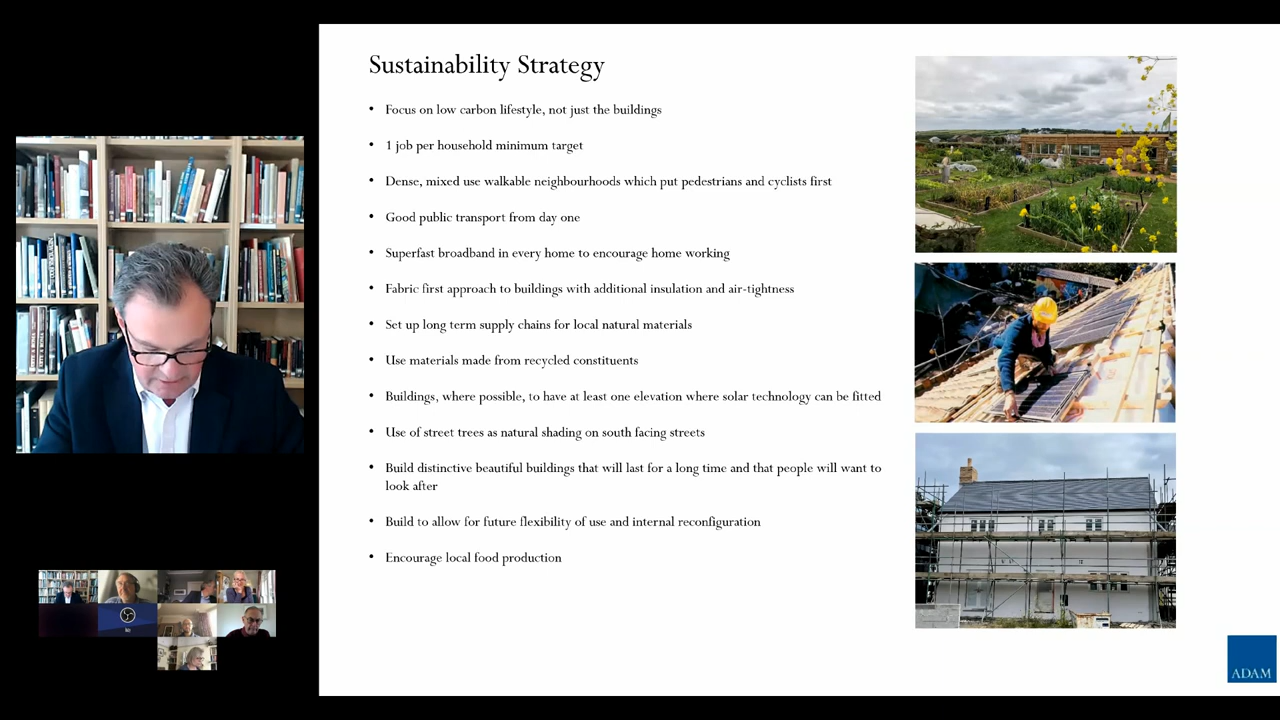 Sustainability Strategy
• Focus on low carbon lifestyle, not just the buildings
• 1 job per household minimum target
• Dense, mixed use walkable neighbourhoods which put pedestrians and cyclists first
• Good public transport from day one
• Superfast broadband in every home to encourage home working
• Fabric first approach to buildings with additional insulation and air-tightness
• Set up long term supply chains for local natural materials
• Use materials made from recycled constituents
• Buildings, where possible, to have at least one elevation where solar technology can be fitted
• Use of street trees as natural shading on south facing streets
• Build distinctive beautiful buildings that will last for a long time and that people will want to
look after
• Build to allow for future flexibility of use and internal reconfiguration
• Encourage local food production
ADAM